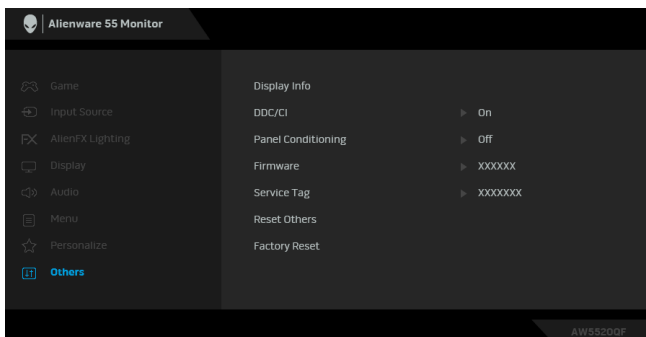 Alienware 55 Monitor
Game
Input Source
AlienFX Lighting
Display
Audio
Menu
Personalize
Others
Display Info
DDC/CI On
Panel Conditioning Off
Firmware XXXXXX
Service Tag XXXXXXX
Reset Others
Factory Reset
AW5520QF